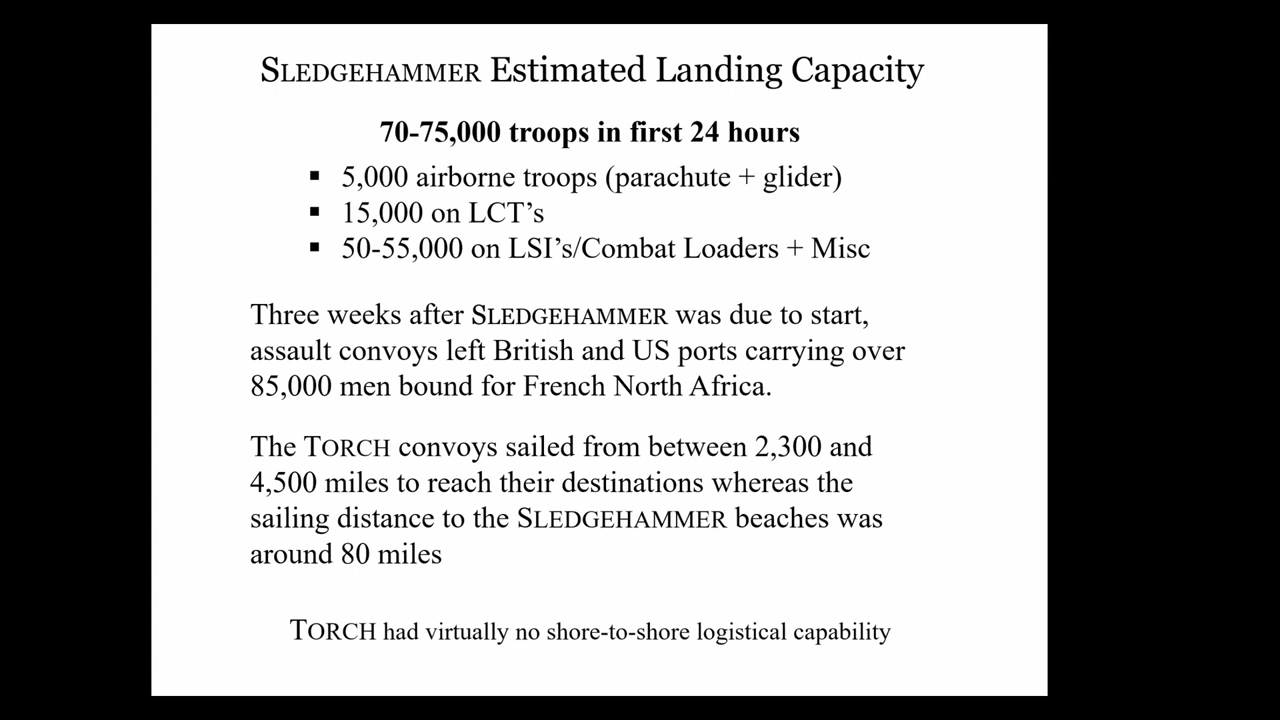 SLEDGEHAMMER Estimated Landing Capacity
70-75,000 troops in first 24 hours
▪ 5,000 airborne troops (parachute + glider)
▪ 15,000 on LCT’s
▪ 50-55,000 on LSI’s/Combat Loaders + Misc
Three weeks after SLEDGEHAMMER was due to start,
assault convoys left British and US ports carrying over
85,000 men bound for French North Africa.
The TORCH convoys sailed from between 2,300 and
4,500 miles to reach their destinations whereas the
sailing distance to the SLEDGEHAMMER beaches was
around 80 miles
TORCH had virtually no shore-to-shore logistical capability